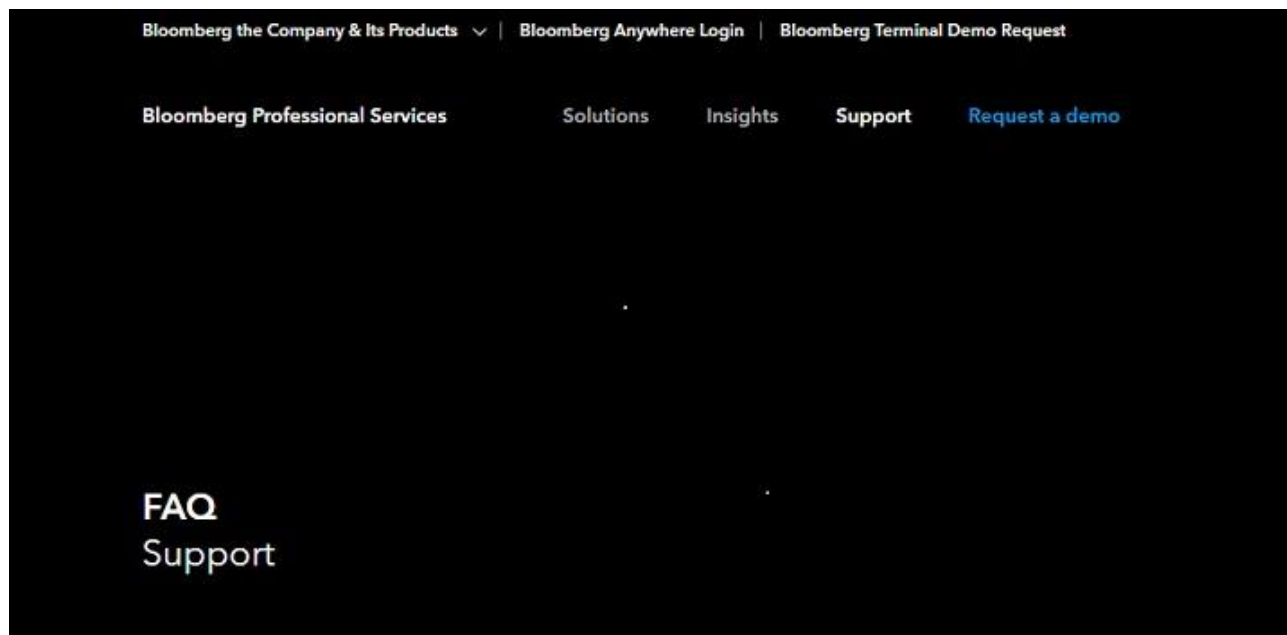 Bloomberg the Company & Its Products | Bloomberg Anywhere Login | Bloomberg Terminal Demo Request
Bloomberg Professional Services Solutions Insights Support Request a demo
FAQ
Support